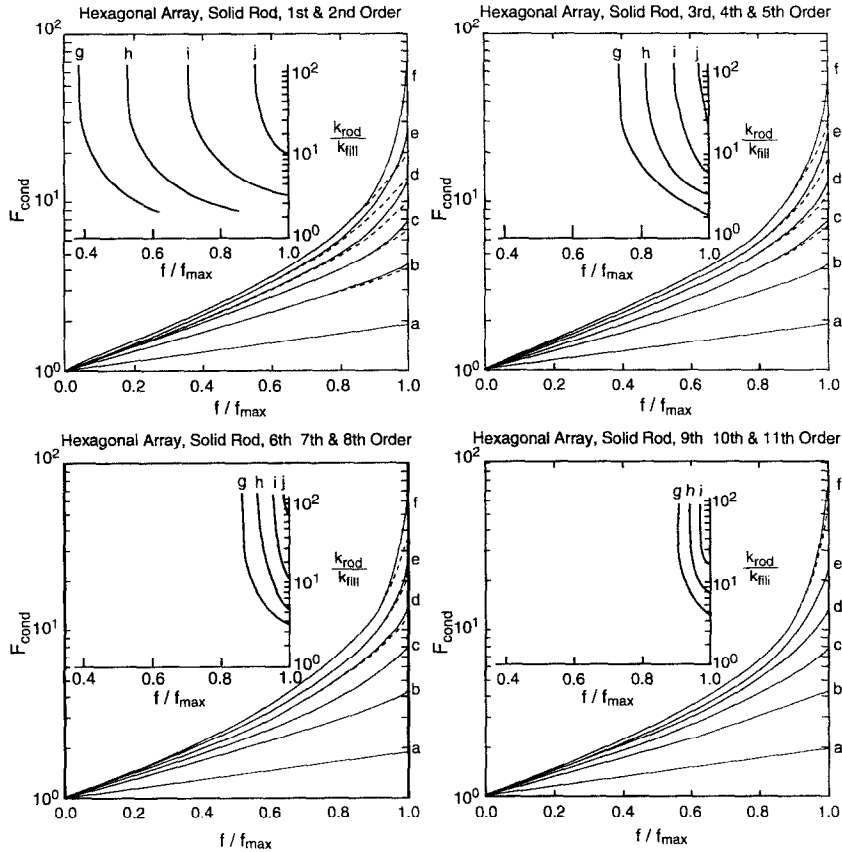 Hexagonal Array, Solid Rod, 1st & 2nd Order
10²
10¹
10⁰
F_cond
g h i j
10²
10¹
10⁰
k_rod
k_fill
0.4 0.6 0.8 1.0
f / f_max
f
e
d
c
b
a
0.0 0.2 0.4 0.6 0.8 1.0
f / f_max
Hexagonal Array, Solid Rod, 3rd, 4th & 5th Order
10²
10¹
10⁰
F_cond
g h i j
10²
10¹
10⁰
k_rod
k_fill
0.4 0.6 0.8 1.0
f / f_max
f
e
d
c
b
a
0.0 0.2 0.4 0.6 0.8 1.0
f / f_max
Hexagonal Array, Solid Rod, 6th 7th & 8th Order
10²
10¹
10⁰
F_cond
g h i j
10²
10¹
10⁰
k_rod
k_fill
0.4 0.6 0.8 1.0
f / f_max
f
e
d
c
b
a
0.0 0.2 0.4 0.6 0.8 1.0
f / f_max
Hexagonal Array, Solid Rod, 9th 10th & 11th Order
10²
10¹
10⁰
F_cond
g h i
10²
10¹
10⁰
k_rod
k_fill
0.4 0.6 0.8 1.0
f / f_max
f
e
d
c
b
a
0.0 0.2 0.4 0.6 0.8 1.0
f / f_max